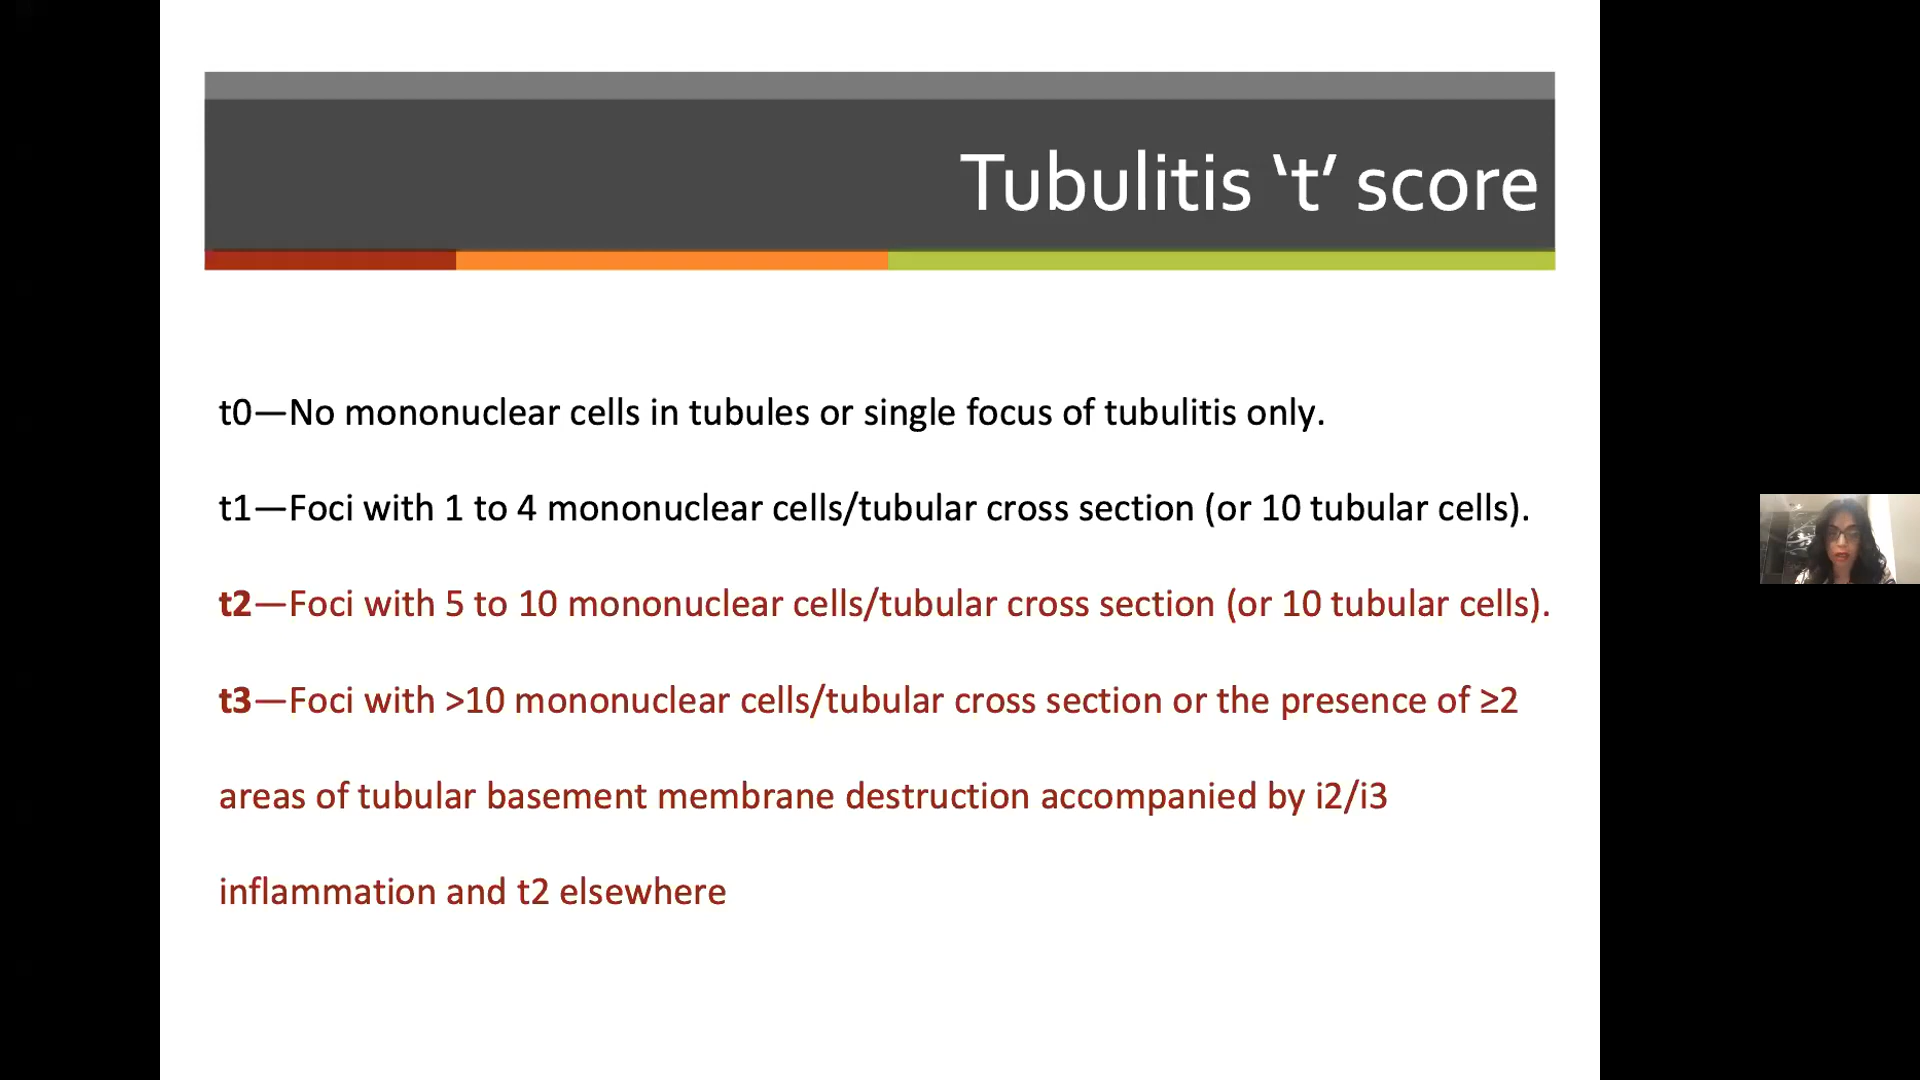 Tubulitis ‘t’ score
t0—No mononuclear cells in tubules or single focus of tubulitis only.
t1—Foci with 1 to 4 mononuclear cells/tubular cross section (or 10 tubular cells).
t2—Foci with 5 to 10 mononuclear cells/tubular cross section (or 10 tubular cells).
t3—Foci with >10 mononuclear cells/tubular cross section or the presence of ≥2
areas of tubular basement membrane destruction accompanied by i2/i3
inflammation and t2 elsewhere